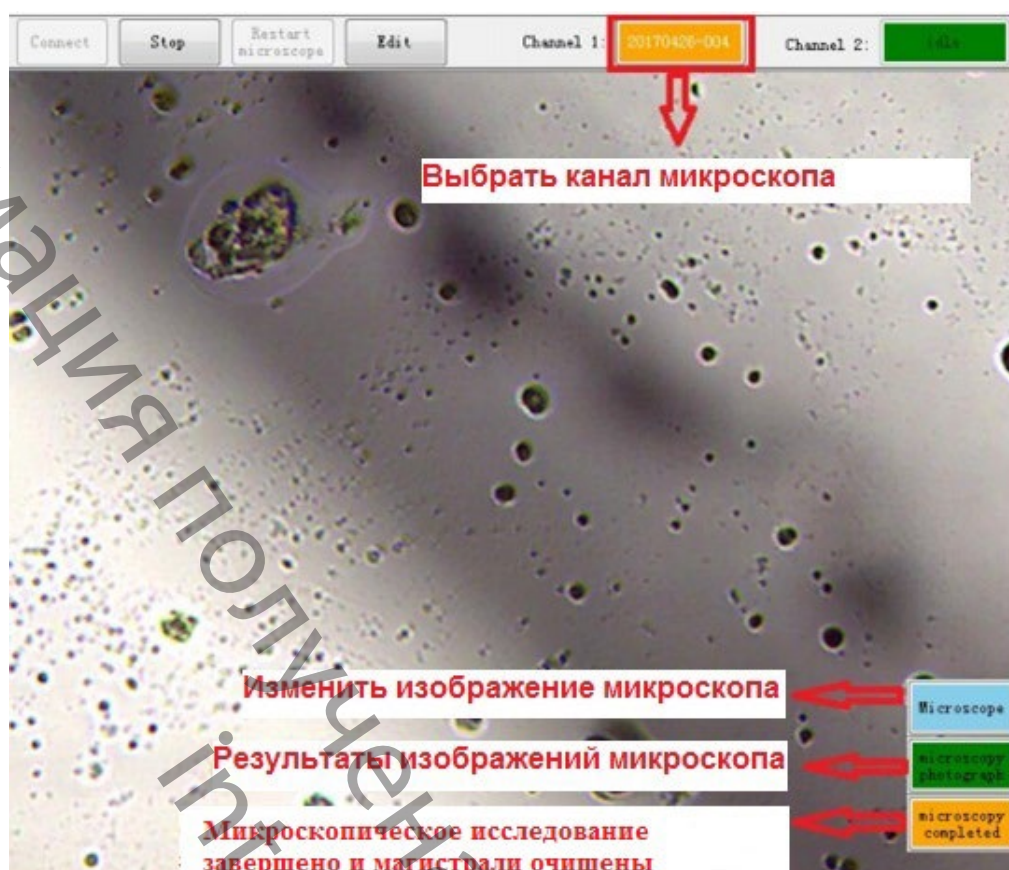 Connect Stop Restart microscope Edit Channel 1: 20170426-004 Channel 2: idle
Выбрать канал микроскопа
Изменить изображение микроскопа
Microscope
Результаты изображений микроскопа
microscopy
photograph
Микроскопическое исследование
завершено и магистрали очищены
microscopy
completed